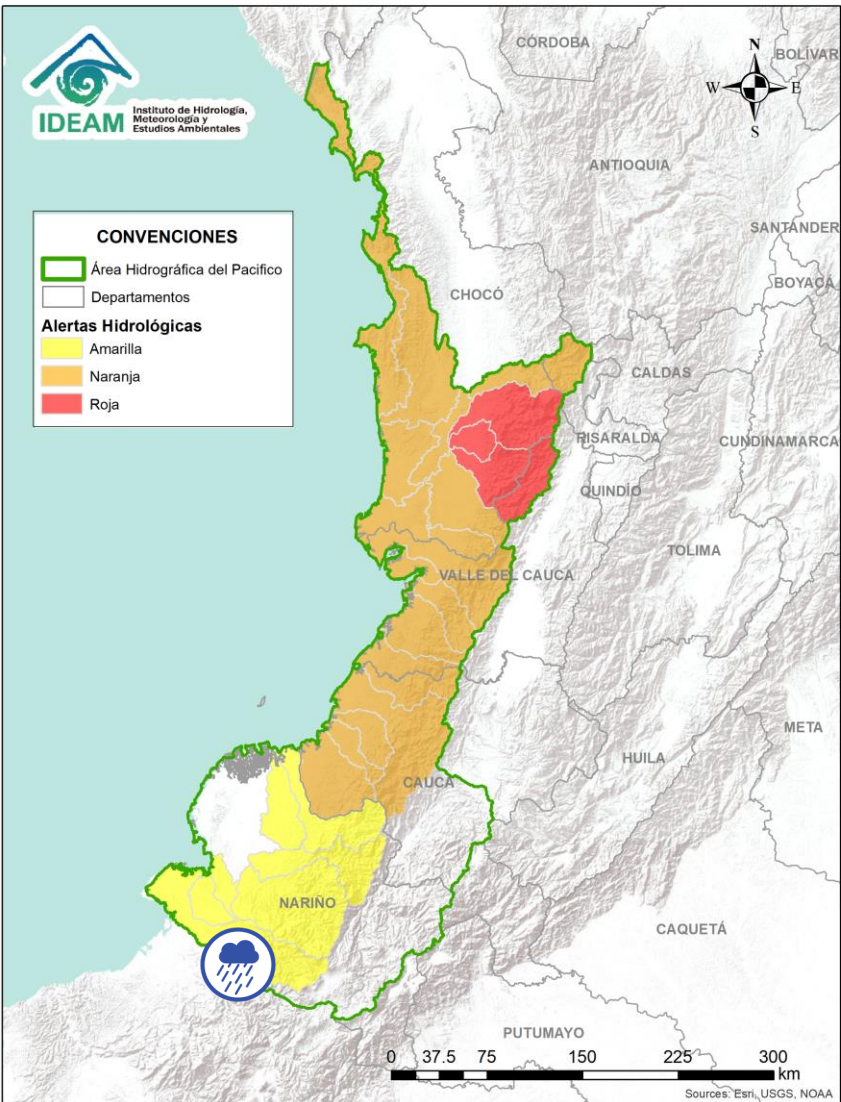 IDEAM
Instituto de Hidrología,
Meteorología y
Estudios Ambientales
N
W
E
S
CÓRDOBA
BOLÍVAR
ANTIOQUIA
SANTANDER
BOYACÁ
CHOCÓ
CALDAS
RISARALDA
CUNDINAMARCA
QUINDÍO
TOLIMA
VALLE DEL CAUCA
META
HUILA
CAUCA
NARIÑO
CAQUETÁ
PUTUMAYO
CONVENCIONES
Área Hidrográfica del Pacifico
Departamentos
Alertas Hidrológicas
Amarilla
Naranja
Roja
0 37.5 75 150 225 300
km
Sources: Esri, USGS, NOAA